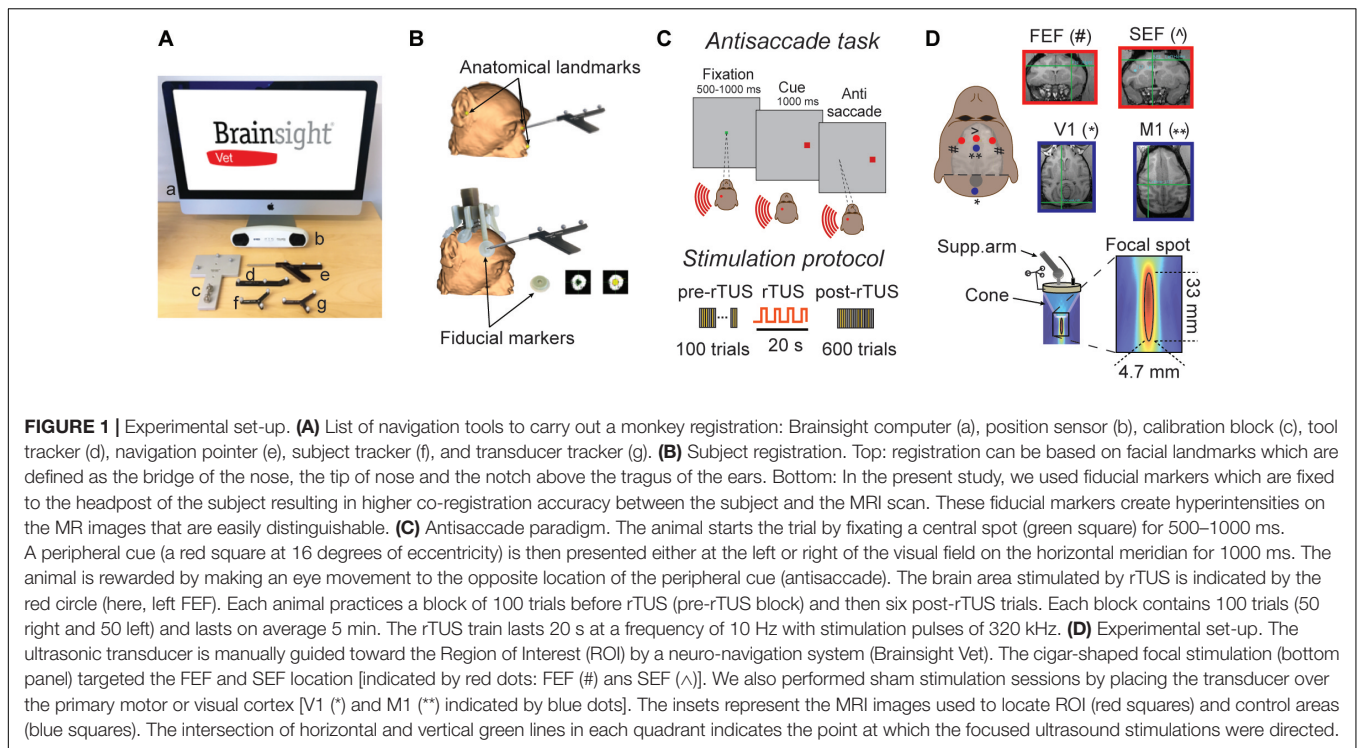 A
Brainsight
Vet
a
b
c
d
e
f
g
B
Anatomical landmarks
Fiducial markers
C
Antisaccade task
Fixation
500-1000 ms
Cue
1000 ms
Anti
saccade
Stimulation protocol
pre-rTUS rTUS post-rTUS
100 trials 20 s 600 trials
D
FEF (#) SEF (^)
V1 (*) M1 (**)
>
# #
**
*
Supp.arm
Cone
Focal spot
33 mm
4.7 mm
FIGURE 1 | Experimental set-up. (A) List of navigation tools to carry out a monkey registration: Brainsight computer (a), position sensor (b), calibration block (c), tool
tracker (d), navigation pointer (e), subject tracker (f), and transducer tracker (g). (B) Subject registration. Top: registration can be based on facial landmarks which are
defined as the bridge of the nose, the tip of nose and the notch above the tragus of the ears. Bottom: In the present study, we used fiducial markers which are fixed
to the headpost of the subject resulting in higher co-registration accuracy between the subject and the MRI scan. These fiducial markers create hyperintensities on
the MR images that are easily distinguishable. (C) Antisaccade paradigm. The animal starts the trial by fixating a central spot (green square) for 500–1000 ms.
A peripheral cue (a red square at 16 degrees of eccentricity) is then presented either at the left or right of the visual field on the horizontal meridian for 1000 ms. The
animal is rewarded by making an eye movement to the opposite location of the peripheral cue (antisaccade). The brain area stimulated by rTUS is indicated by the
red circle (here, left FEF). Each animal practices a block of 100 trials before rTUS (pre-rTUS block) and then six post-rTUS trials. Each block contains 100 trials (50
right and 50 left) and lasts on average 5 min. The rTUS train lasts 20 s at a frequency of 10 Hz with stimulation pulses of 320 kHz. (D) Experimental set-up. The
ultrasonic transducer is manually guided toward the Region of Interest (ROI) by a neuro-navigation system (Brainsight Vet). The cigar-shaped focal stimulation (bottom
panel) targeted the FEF and SEF location [indicated by red dots: FEF (#) ans SEF (∧)]. We also performed sham stimulation sessions by placing the transducer over
the primary motor or visual cortex [V1 (*) and M1 (**) indicated by blue dots]. The insets represent the MRI images used to locate ROI (red squares) and control areas
(blue squares). The intersection of horizontal and vertical green lines in each quadrant indicates the point at which the focused ultrasound stimulations were directed.